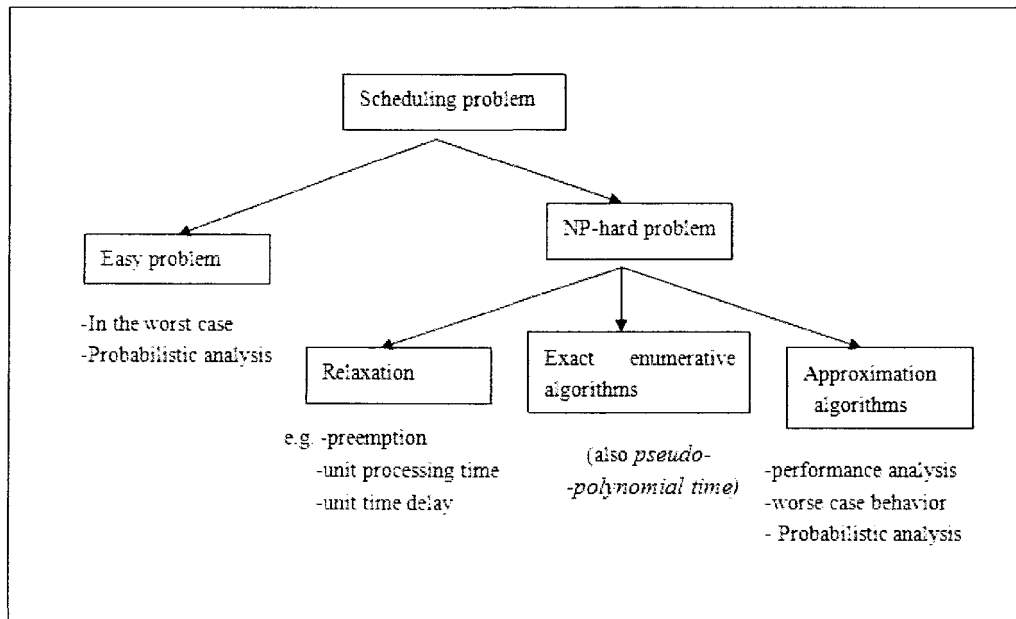 Scheduling problem
NP-hard problem
Easy problem
-In the worst case
-Probabilistic analysis
Relaxation
e.g. -preemption
-unit processing time
-unit time delay
Exact enumerative
algorithms
(also pseudo-
-polynomial time)
Approximation
algorithms
-performance analysis
-worse case behavior
- Probabilistic analysis